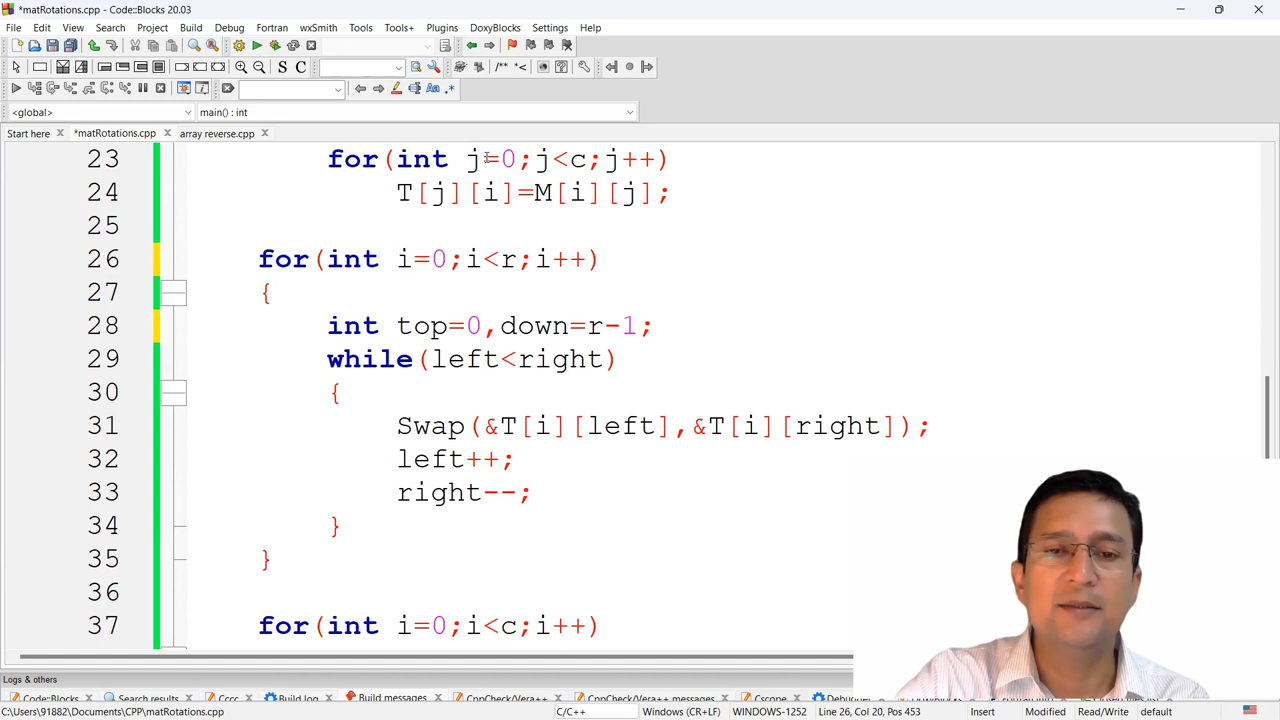 *matRotations.cpp - Code::Blocks 20.03
File Edit View Search Project Build Debug Fortran wxSmith Tools Tools+ Plugins DoxyBlocks Settings Help
S C
/** *<
Aa .*
<global> main() : int
Start here *matRotations.cpp array reverse.cpp
23 for(int j=0;j<c;j++)
24 T[j][i]=M[i][j];
25
26 for(int i=0;i<r;i++)
27 {
28 int top=0,down=r-1;
29 while(left<right)
30 {
31 Swap(&T[i][left],&T[i][right]);
32 left++;
33 right--;
34 }
35 }
36
37 for(int i=0;i<c;i++)
Logs & others
Code::Blocks Search results Cccc Build log Build messages CppCheck/Vera++ CppCheck/Vera++ messages Cscope
C:\Users\91882\Documents\CPP\matRotations.cpp C/C++ Windows (CR+LF) WINDOWS-1252 Line 26, Col 20, Pos 453 Insert Modified Read/Write default